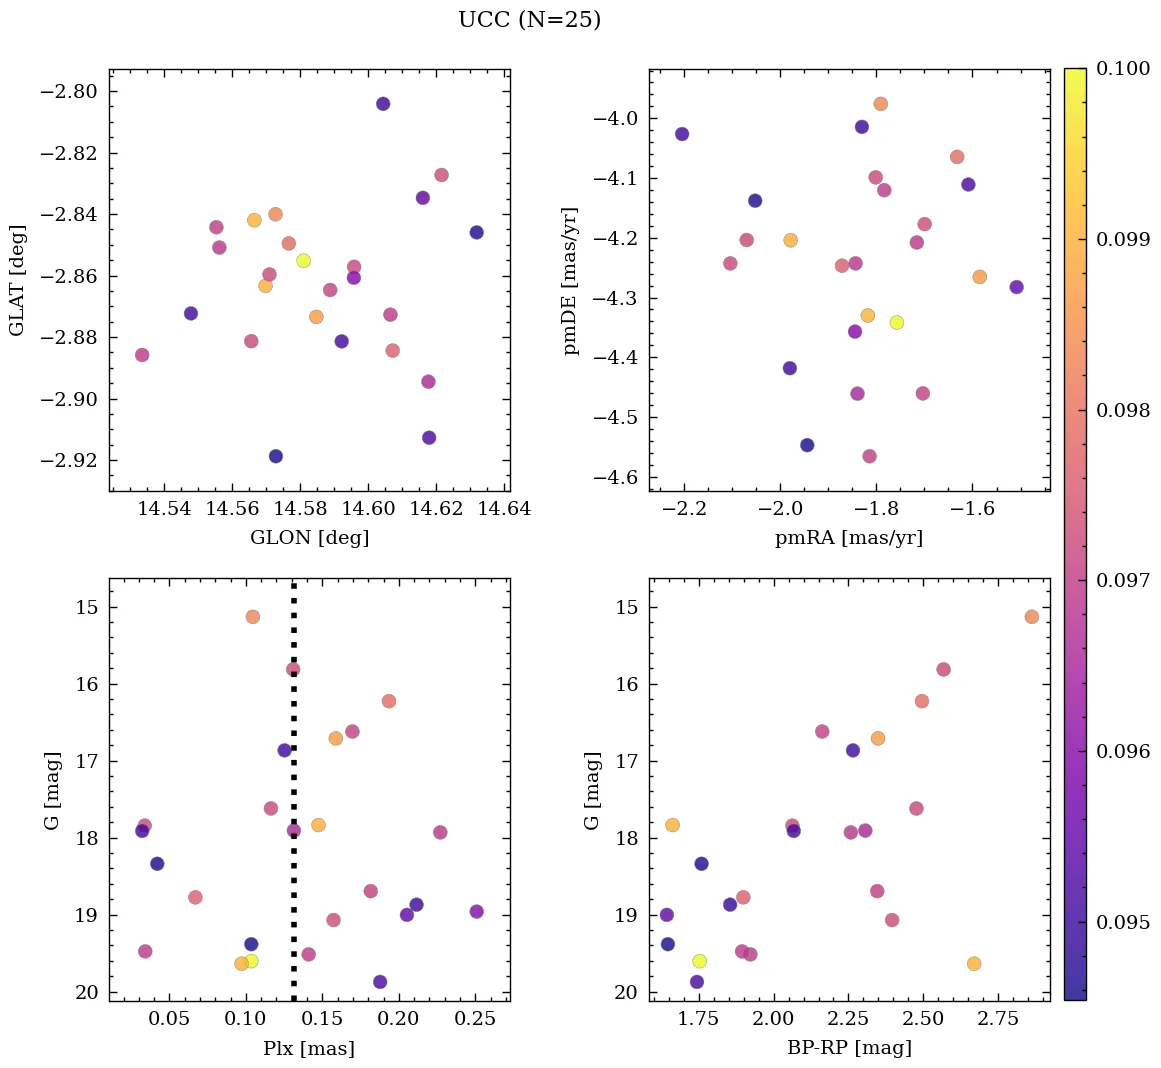 UCC (N=25)
−2.80
−2.82
−2.84
−2.86
−2.88
−2.90
−2.92
GLAT [deg]
14.54 14.56 14.58 14.60 14.62 14.64
GLON [deg]
−4.0
−4.1
−4.2
−4.3
−4.4
−4.5
−4.6
pmDE [mas/yr]
−2.2 −2.0 −1.8 −1.6
pmRA [mas/yr]
0.100
0.099
0.098
0.097
0.096
0.095
15
16
17
18
19
20
G [mag]
0.05 0.10 0.15 0.20 0.25
Plx [mas]
15
16
17
18
19
20
G [mag]
1.75 2.00 2.25 2.50 2.75
BP-RP [mag]